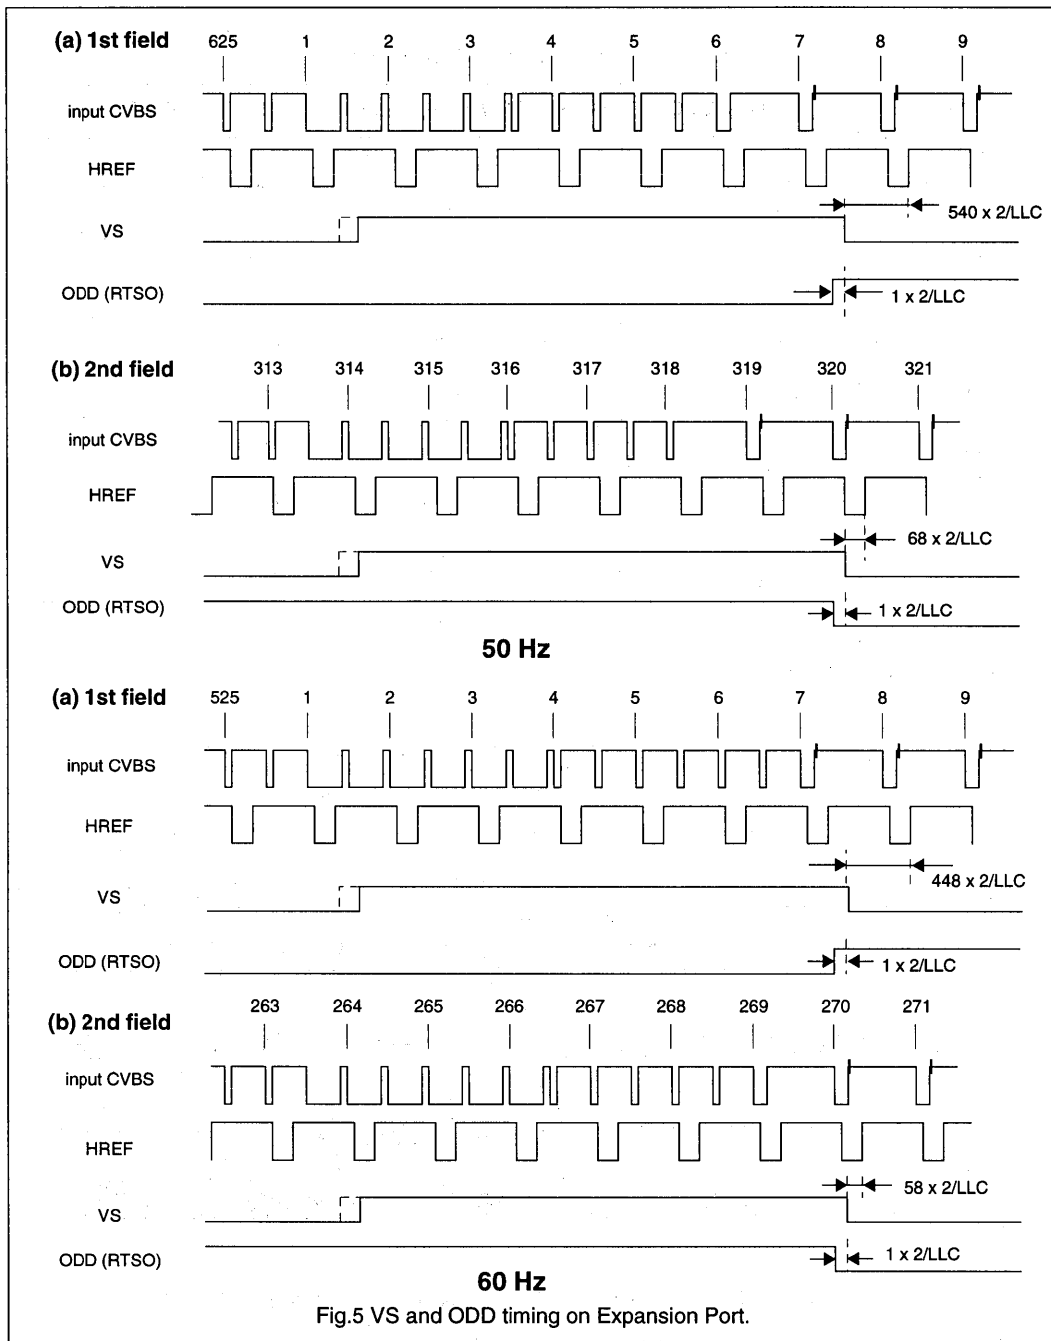 (a) 1st field
625 1 2 3 4 5 6 7 8 9
input CVBS
HREF
540 x 2/LLC
VS
ODD (RTSO)
1 x 2/LLC
(b) 2nd field
313 314 315 316 317 318 319 320 321
input CVBS
HREF
68 x 2/LLC
VS
ODD (RTSO)
1 x 2/LLC
50 Hz
(a) 1st field
525 1 2 3 4 5 6 7 8 9
input CVBS
HREF
448 x 2/LLC
VS
ODD (RTSO)
1 x 2/LLC
(b) 2nd field
263 264 265 266 267 268 269 270 271
input CVBS
HREF
58 x 2/LLC
VS
ODD (RTSO)
1 x 2/LLC
60 Hz
Fig.5 VS and ODD timing on Expansion Port.